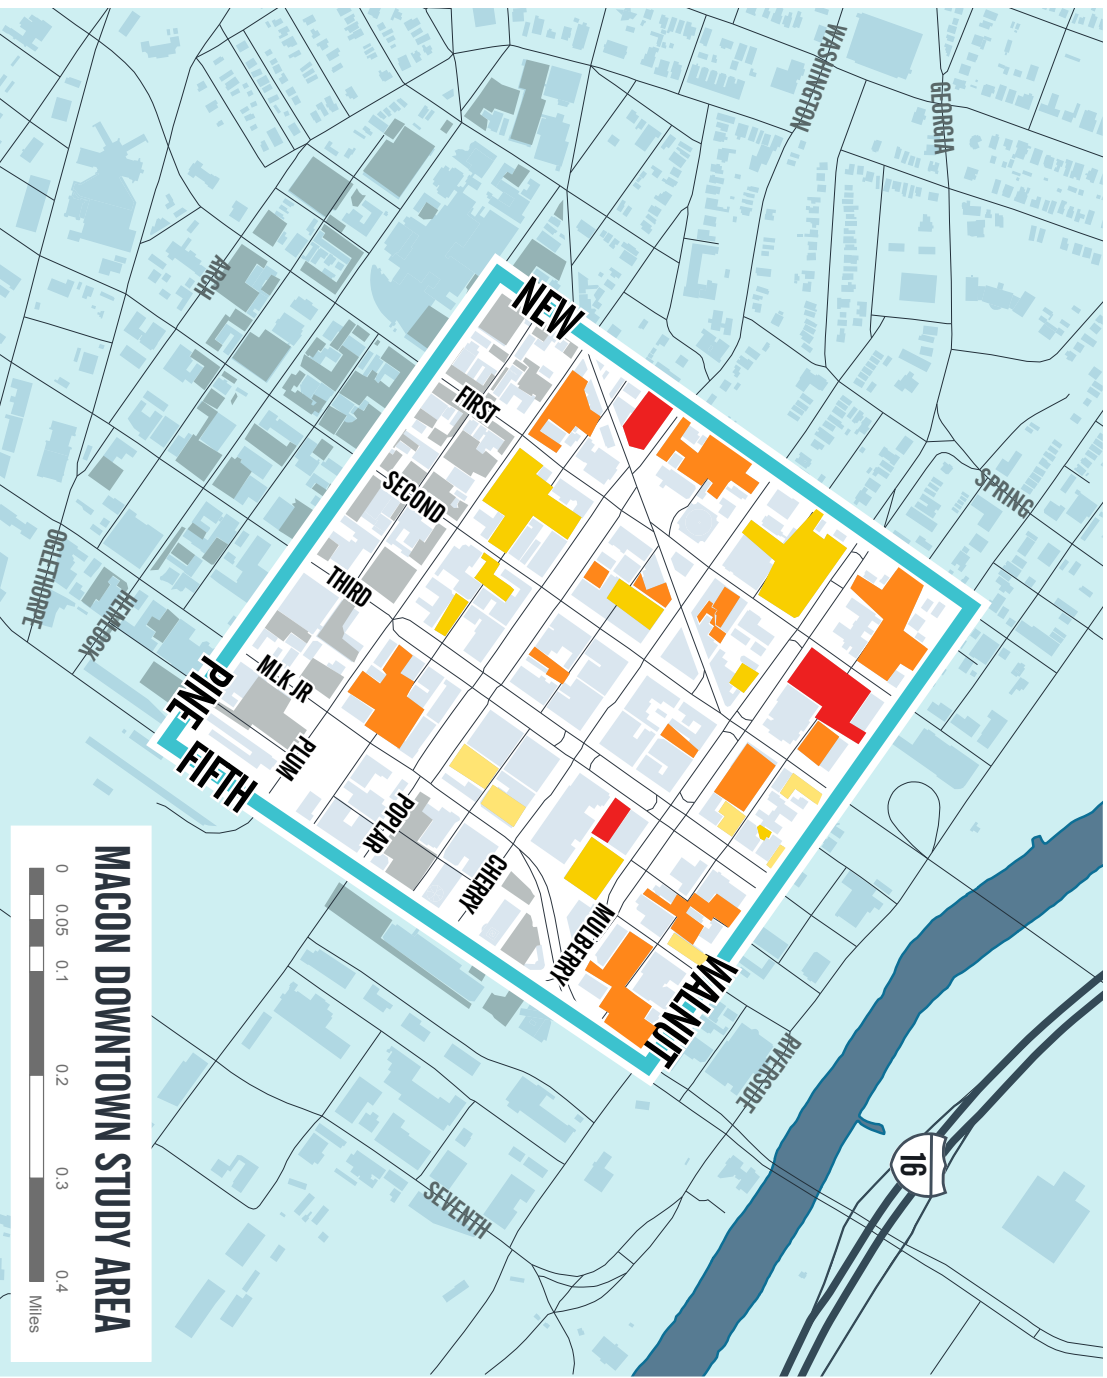 MACON DOWNTOWN STUDY AREA
0 0.05 0.1 0.2 0.3 0.4
Miles
WASHINGTON
GEORGIA
SPRING
ARCH
OGLETHORPE
HEMLOCK
NEW
FIRST
SECOND
THIRD
MLK JR
PINE
FIFTH
PLUM
POPLAR
CHERRY
MULBERRY
WALNUT
RIVERSIDE
SEVENTH
16